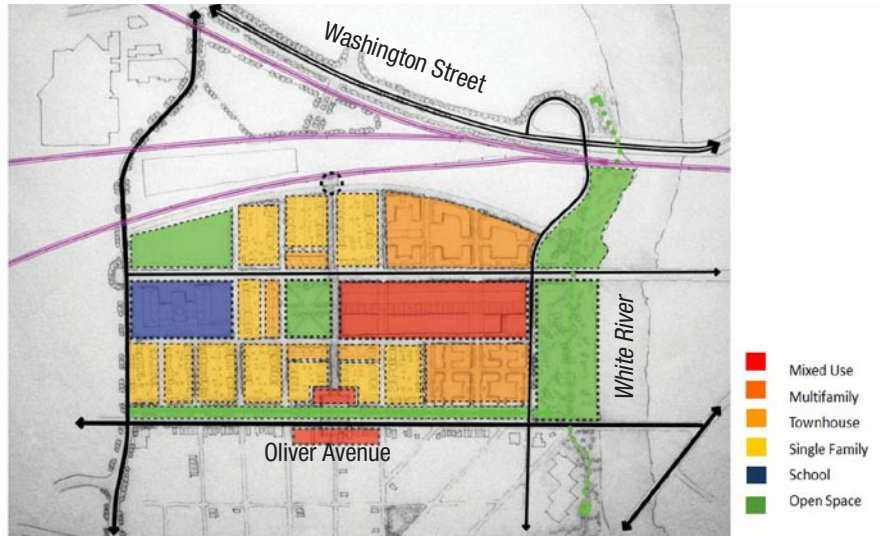 Washington Street
White River
Oliver Avenue
Mixed Use
Multifamily
Townhouse
Single Family
School
Open Space